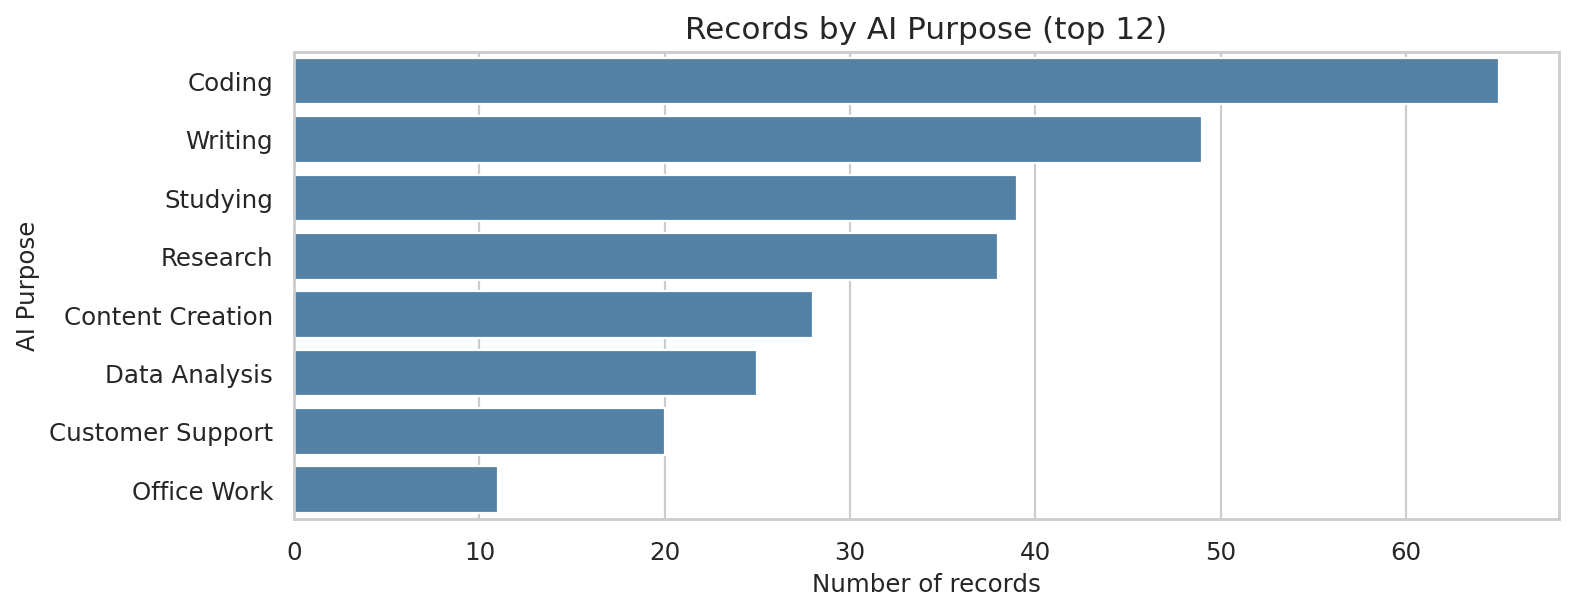 Records by AI Purpose (top 12)
AI Purpose
Coding
Writing
Studying
Research
Content Creation
Data Analysis
Customer Support
Office Work
0 10 20 30 40 50 60
Number of records